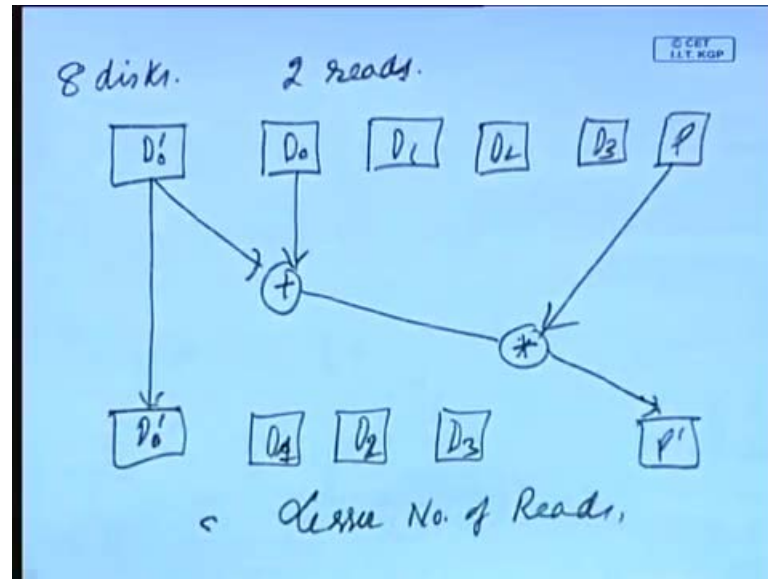 © CET
I.I.T. KGP
8 disks. 2 reads.
D₀' D₀ D₁ D₂ D₃ P
+
*
D₀' D₁ D₂ D₃ P'
Lesser No. of Reads.